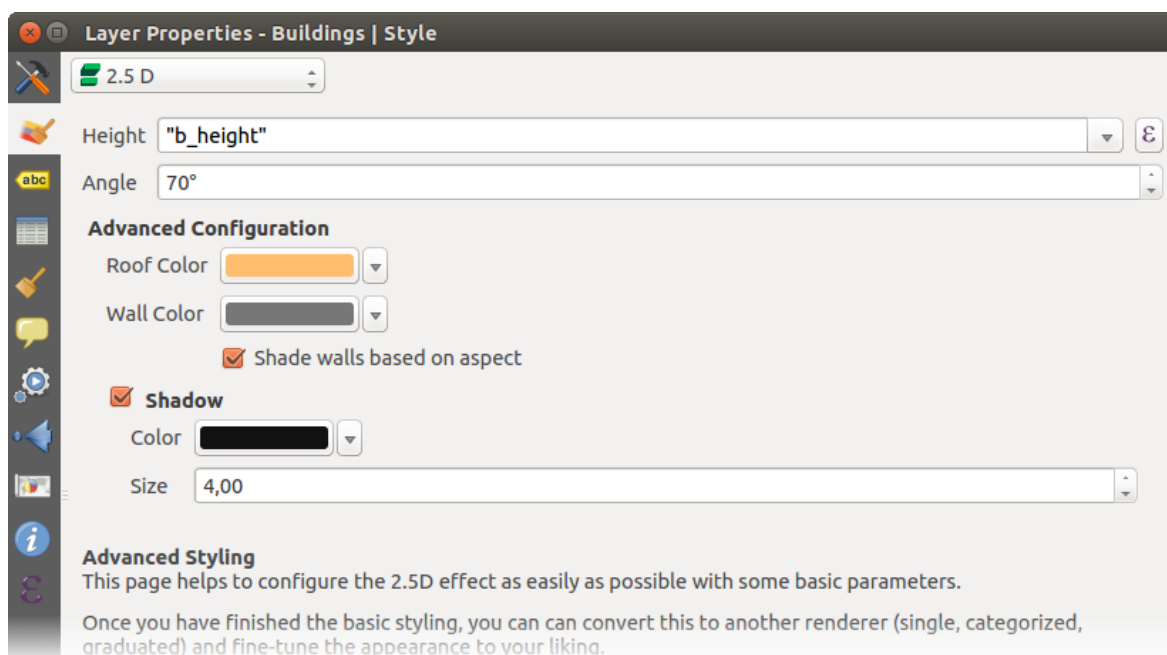 Layer Properties - Buildings | Style
2.5 D
Height "b_height" ε
abc Angle 70°
Advanced Configuration
Roof Color
Wall Color
Shade walls based on aspect
Shadow
Color
Size 4,00
Advanced Styling
This page helps to configure the 2.5D effect as easily as possible with some basic parameters.
Once you have finished the basic styling, you can can convert this to another renderer (single, categorized,
graduated) and fine-tune the appearance to your liking.